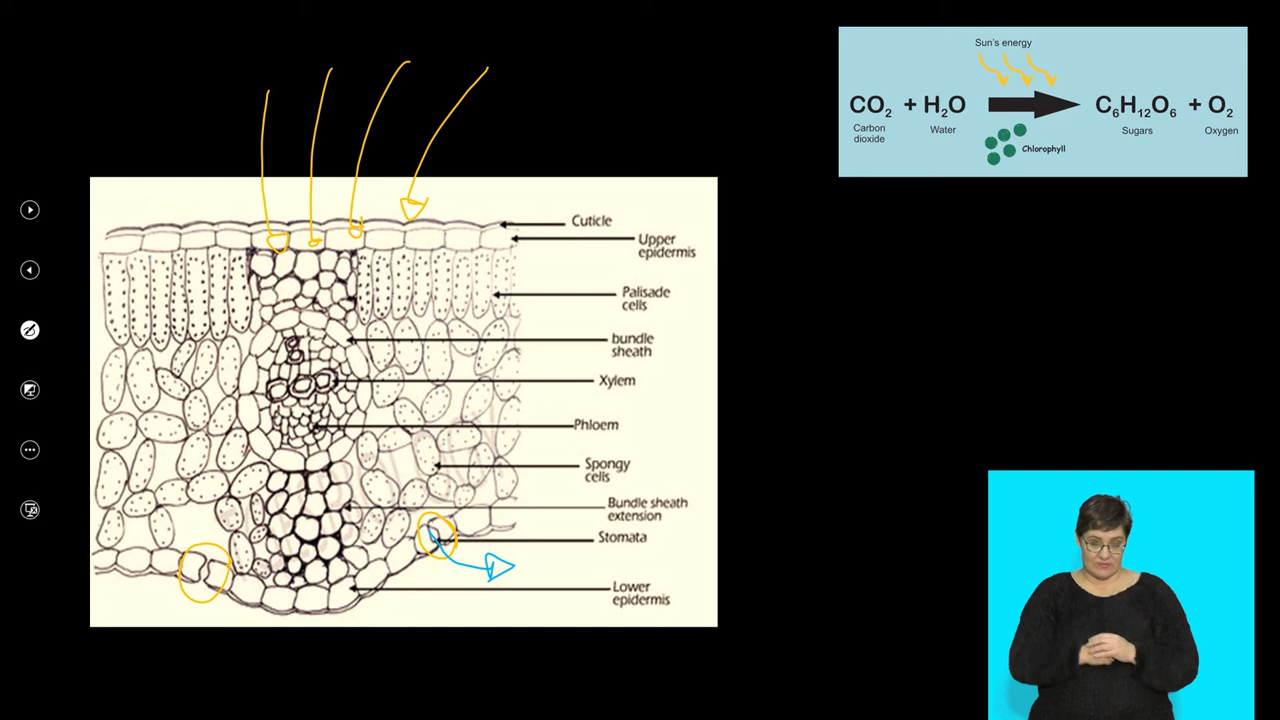 Sun's energy
CO₂ + H₂O C₆H₁₂O₆ + O₂
Carbon dioxide Water Sugars Oxygen
Chlorophyll
Cuticle
Upper
epidermis
Palisade
cells
bundle
sheath
Xylem
Phloem
Spongy
cells
Bundle sheath
extension
Stomata
Lower
epidermis